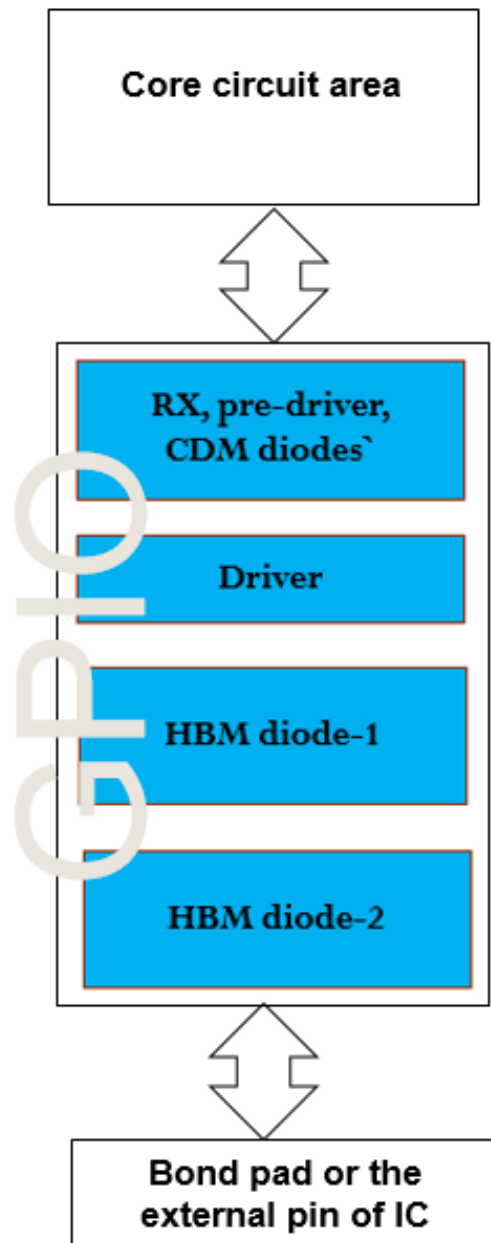 Core circuit area
RX, pre-driver,
CDM diodes`
GPIO
Driver
HBM diode-1
HBM diode-2
Bond pad or the
external pin of IC